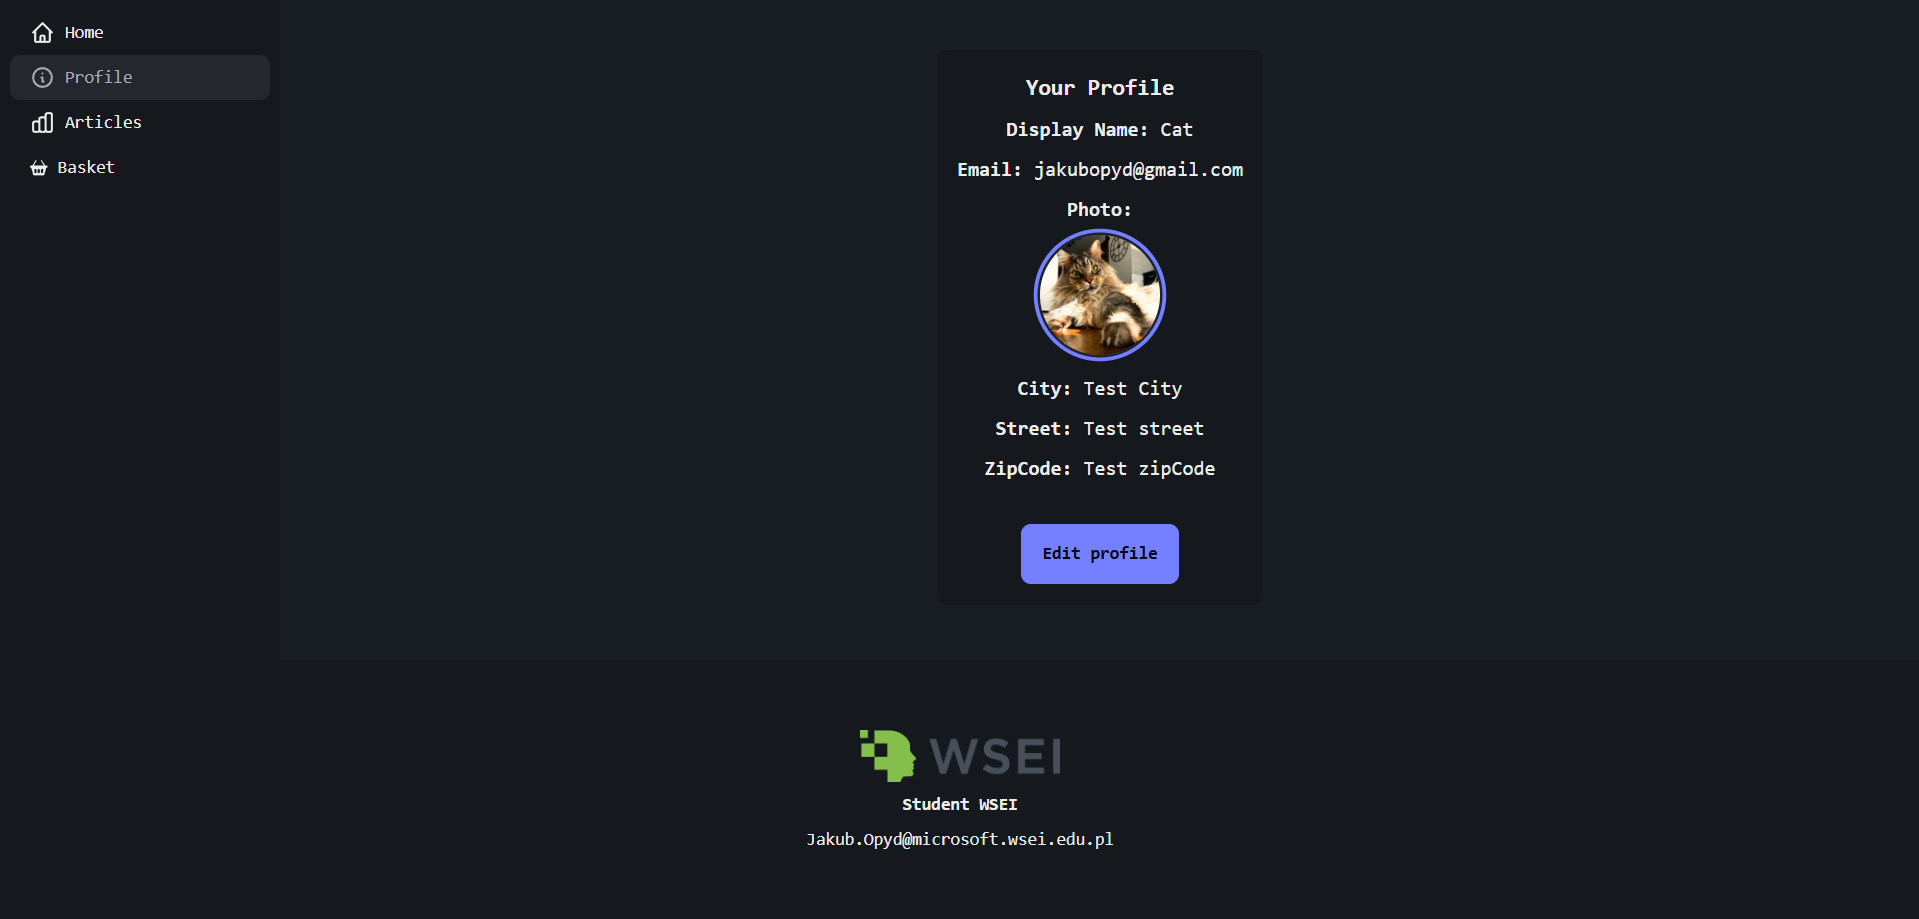 Home
Profile
Articles
Basket
Your Profile
Display Name: Cat
Email: jakubopyd@gmail.com
Photo:
City: Test City
Street: Test street
ZipCode: Test zipCode
Edit profile
WSEI
Student WSEI
Jakub.Opyd@microsoft.wsei.edu.pl